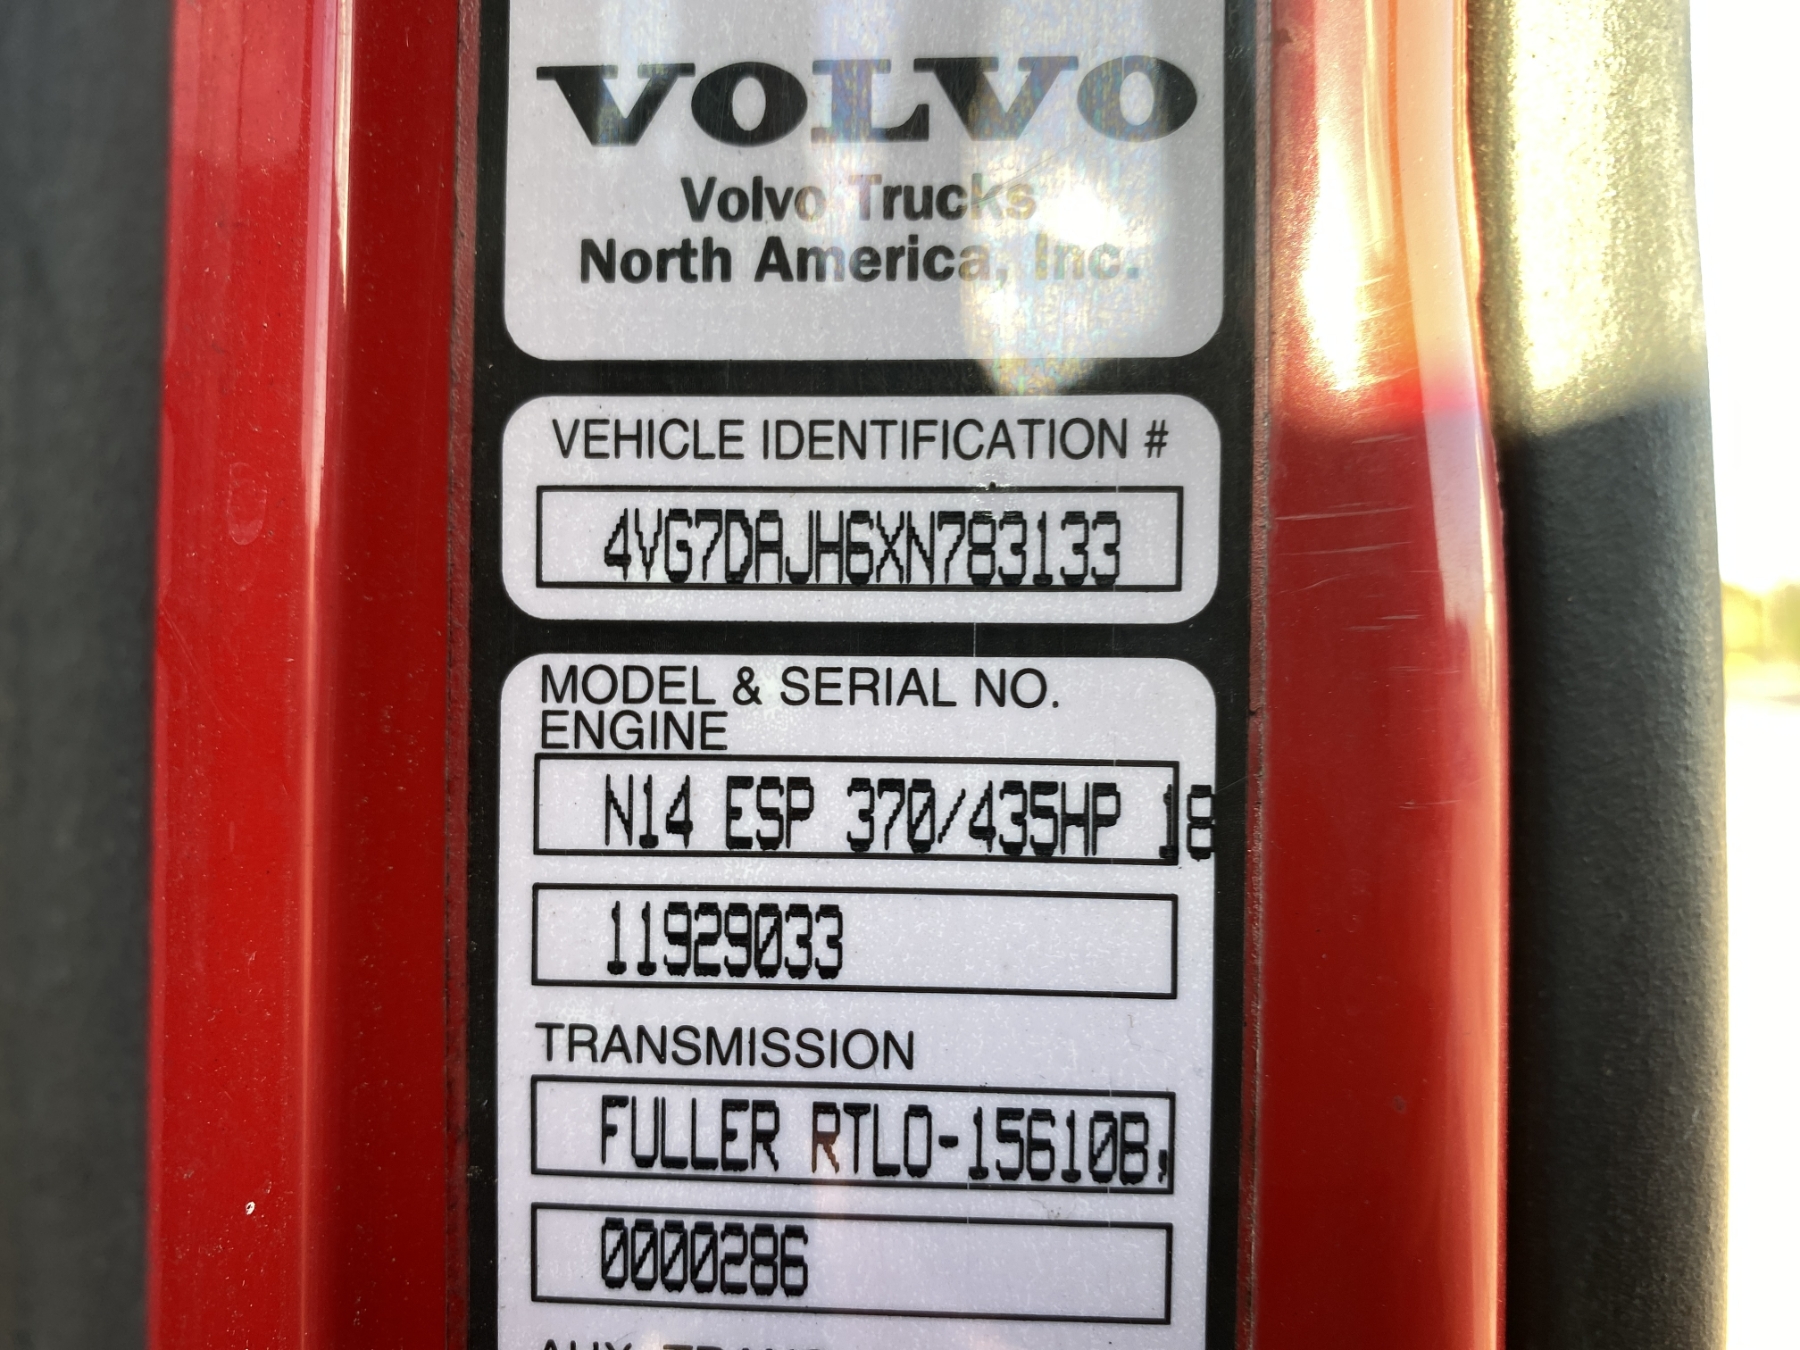 VOLVO
Volvo Trucks
North America, Inc.
VEHICLE IDENTIFICATION #
4VG7DAJH6XN783133
MODEL & SERIAL NO.
ENGINE
N14 ESP 370/435HP 18
11929033
TRANSMISSION
FULLER RTLO-15610B,
0000286